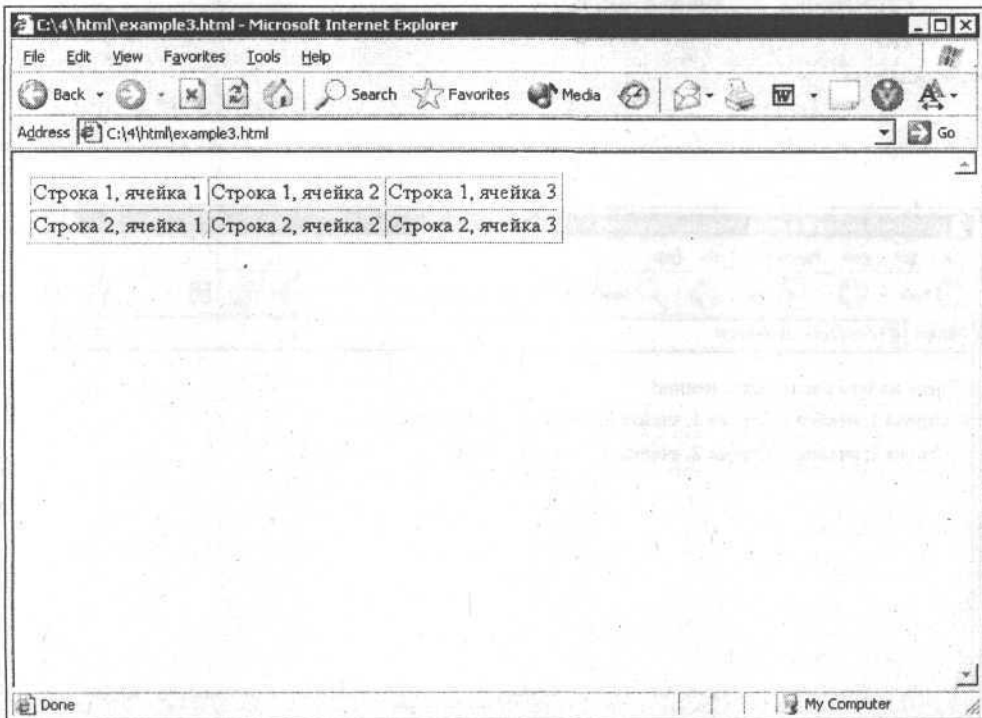 C:\4\html\example3.html - Microsoft Internet Explorer
File Edit View Favorites Tools Help
Back Search Favorites Media
Address C:\4\html\example3.html Go
Строка 1, ячейка 1 Строка 1, ячейка 2 Строка 1, ячейка 3
Строка 2, ячейка 1 Строка 2, ячейка 2 Строка 2, ячейка 3
Done My Computer